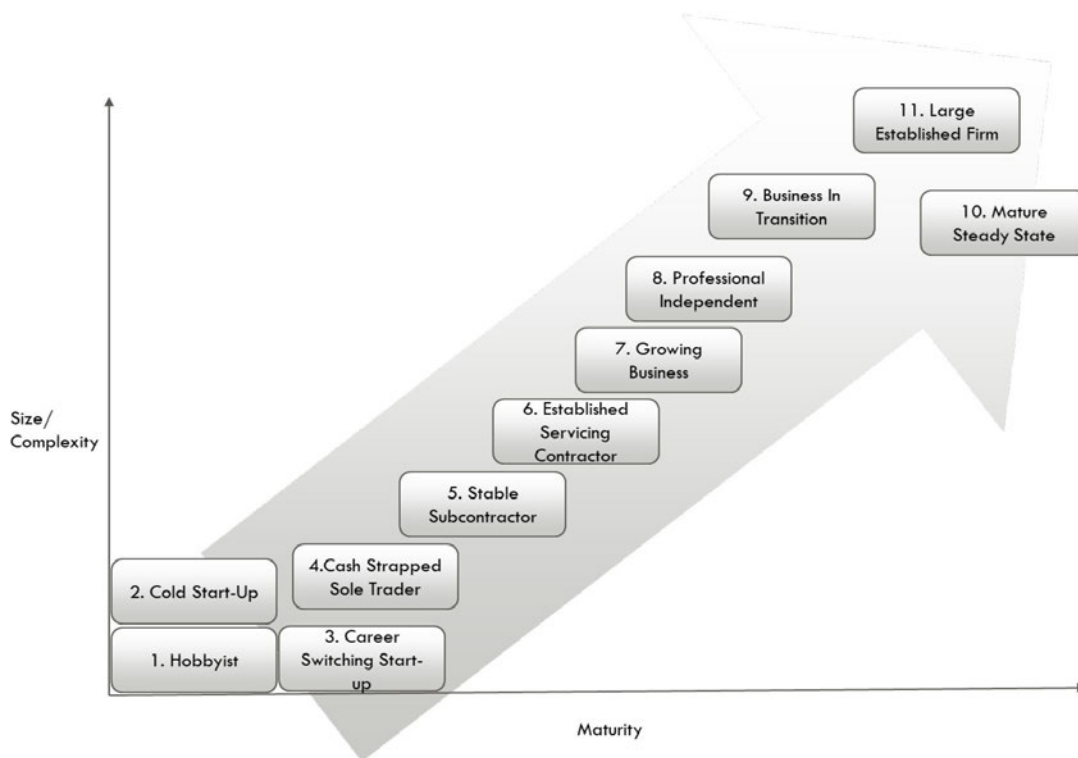 11. Large
Established Firm
9. Business In
Transition
10. Mature
Steady State
8. Professional
Independent
7. Growing
Business
Size/
Complexity
6. Established
Servicing
Contractor
5. Stable
Subcontractor
4.Cash Strapped
Sole Trader
2. Cold Start-Up
3. Career
Switching Start-
up
1. Hobbyist
Maturity